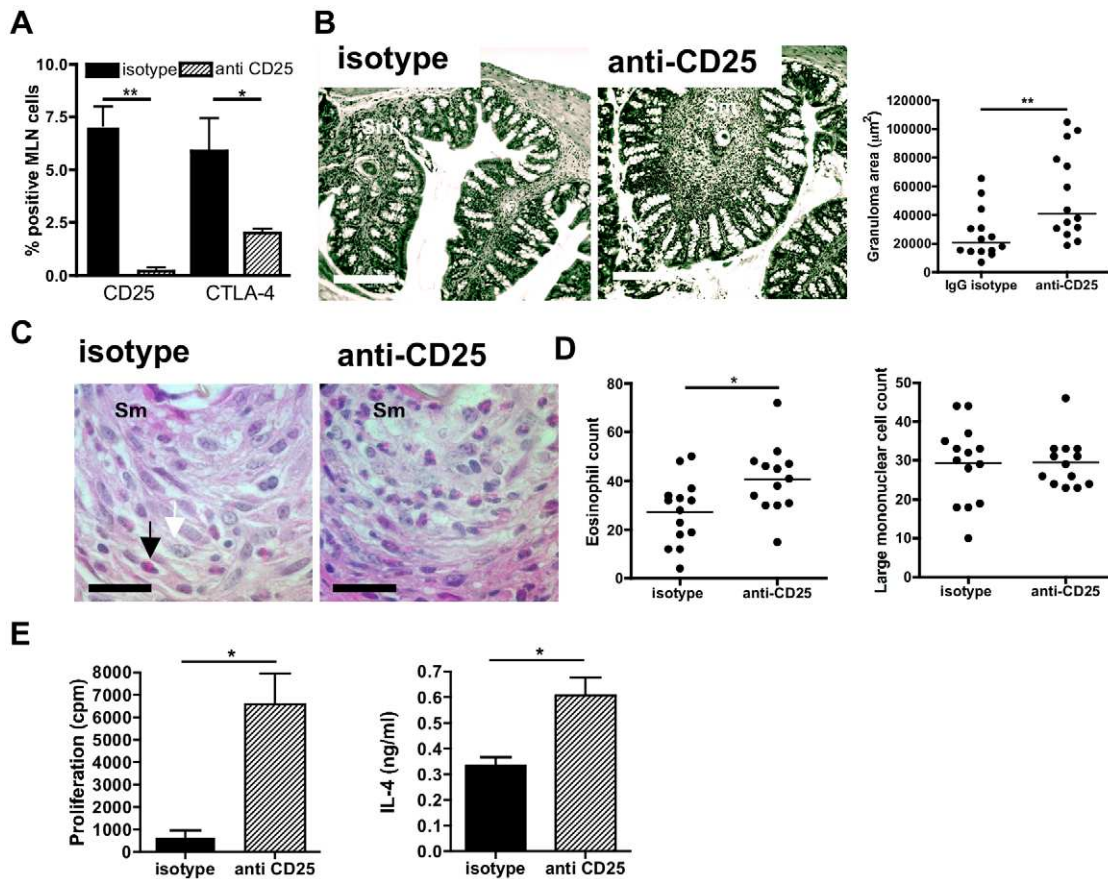 A
10.0
7.5
5.0
2.5
0.0
% positive MLN cells
isotype
anti CD25
**
*
CD25
CTLA-4
B
isotype
anti-CD25
Sm
Sm
120000
100000
80000
60000
40000
20000
0
Granuloma area (μm²)
**
IgG isotype
anti-CD25
C
isotype
anti-CD25
Sm
Sm
D
80
60
40
20
0
Eosinophil count
*
isotype
anti-CD25
50
40
30
20
10
0
Large mononuclear cell count
isotype
anti-CD25
E
8000
7000
6000
5000
4000
3000
2000
1000
0
Proliferation (cpm)
*
isotype
anti CD25
0.7
0.6
0.5
0.4
0.3
0.2
0.1
0.0
IL-4 (ng/ml)
*
isotype
anti CD25